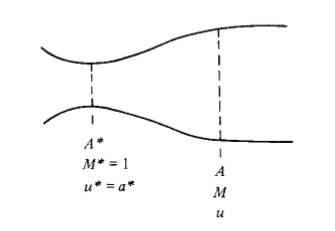 A*
M* = 1
u* = a*
A
M
u